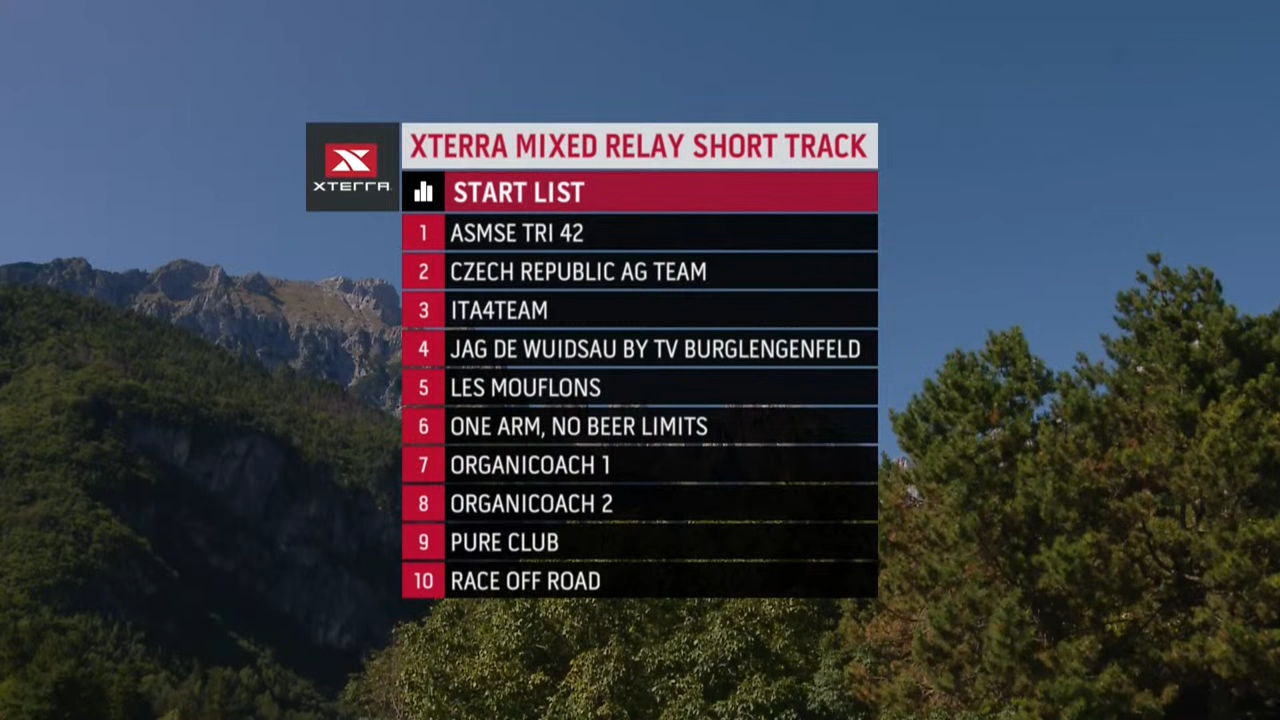 XTERRA MIXED RELAY SHORT TRACK
XTERRA
START LIST
1 ASMSE TRI 42
2 CZECH REPUBLIC AG TEAM
3 ITA4TEAM
4 JAG DE WUIDSAU BY TV BURGLENGENFELD
5 LES MOUFLONS
6 ONE ARM, NO BEER LIMITS
7 ORGANICOACH 1
8 ORGANICOACH 2
9 PURE CLUB
10 RACE OFF ROAD